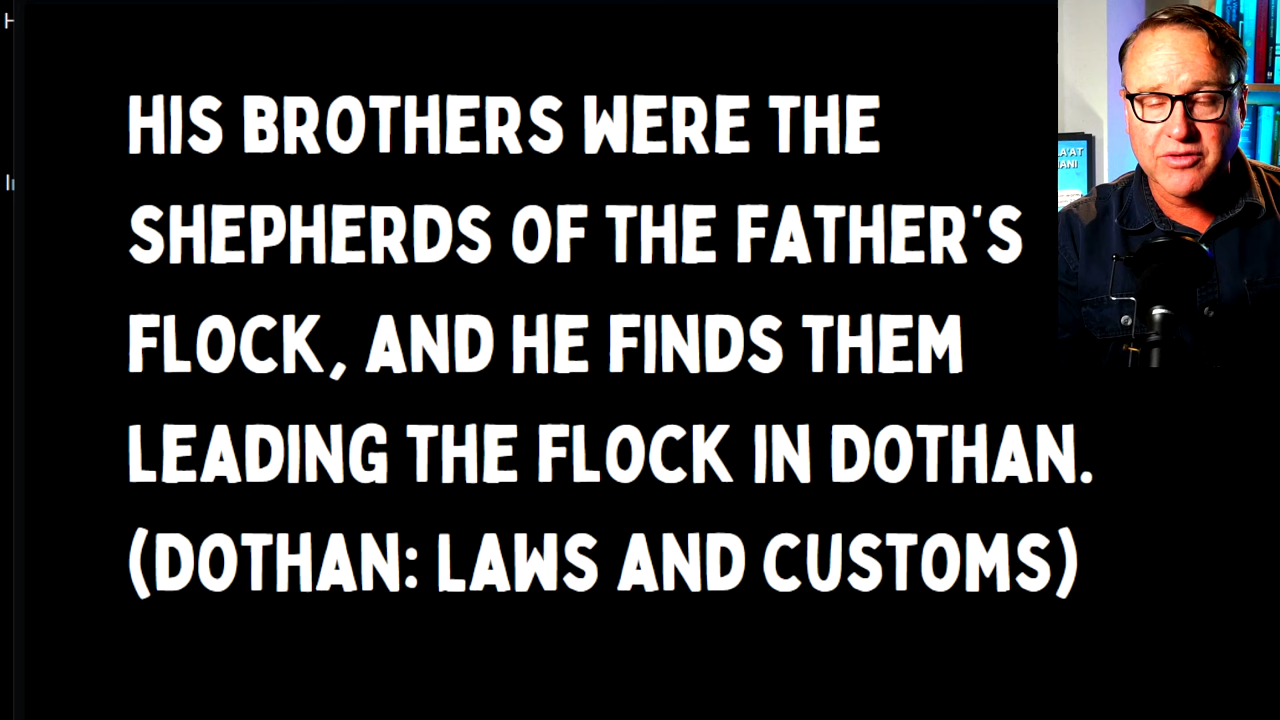 HIS BROTHERS WERE THE
SHEPHERDS OF THE FATHER'S
FLOCK, AND HE FINDS THEM
LEADING THE FLOCK IN DOTHAN.
(DOTHAN: LAWS AND CUSTOMS)